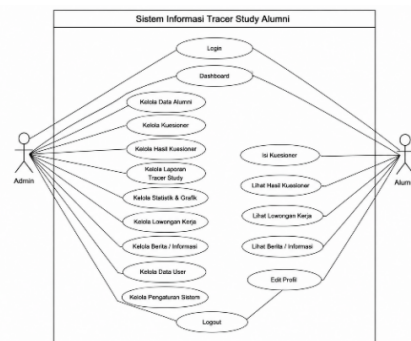 Sistem Informasi Tracer Study Alumni
Login
Dashboard
Kelola Data Alumni
Kelola Kuesioner
Kelola Hasil Kuesioner
Kelola Laporan
Tracer Study
Kelola Statistik & Grafik
Kelola Lowongan Kerja
Kelola Berita / Informasi
Kelola Data User
Kelola Pengaturan Sistem
Logout
Isi Kuesioner
Lihat Hasil Kuesioner
Lihat Lowongan Kerja
Lihat Berita / Informasi
Edit Profil
Admin
Alum